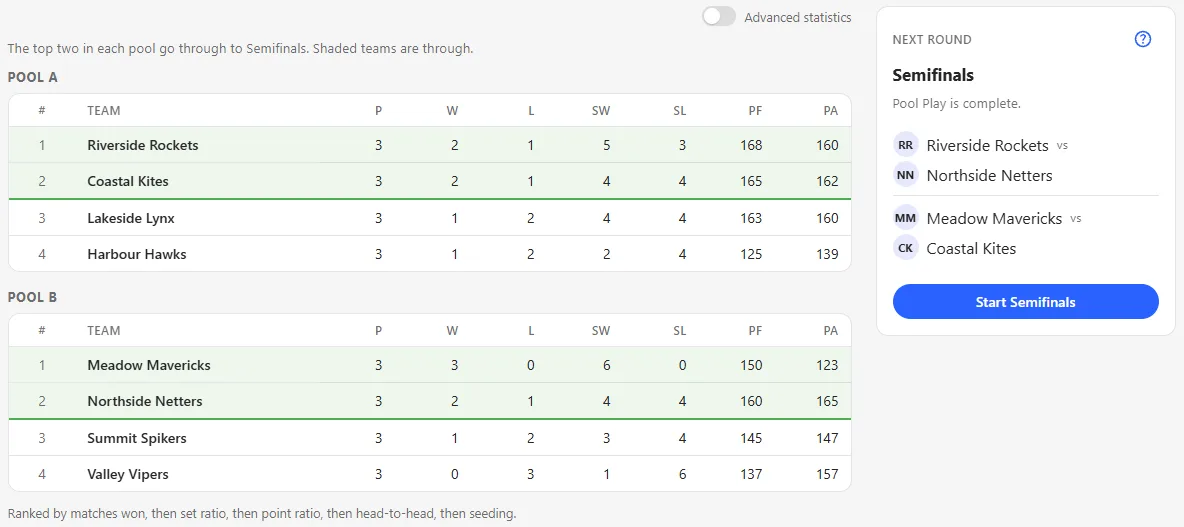 Advanced statistics
The top two in each pool go through to Semifinals. Shaded teams are through.
POOL A
# TEAM P W L SW SL PF PA
1 Riverside Rockets 3 2 1 5 3 168 160
2 Coastal Kites 3 2 1 4 4 165 162
3 Lakeside Lynx 3 1 2 4 4 163 160
4 Harbour Hawks 3 1 2 2 4 125 139
POOL B
# TEAM P W L SW SL PF PA
1 Meadow Mavericks 3 3 0 6 0 150 123
2 Northside Netters 3 2 1 4 4 160 165
3 Summit Spikers 3 1 2 3 4 145 147
4 Valley Vipers 3 0 3 1 6 137 157
Ranked by matches won, then set ratio, then point ratio, then head-to-head, then seeding.
NEXT ROUND ?
Semifinals
Pool Play is complete.
RR Riverside Rockets vs
NN Northside Netters
MM Meadow Mavericks vs
CK Coastal Kites
Start Semifinals